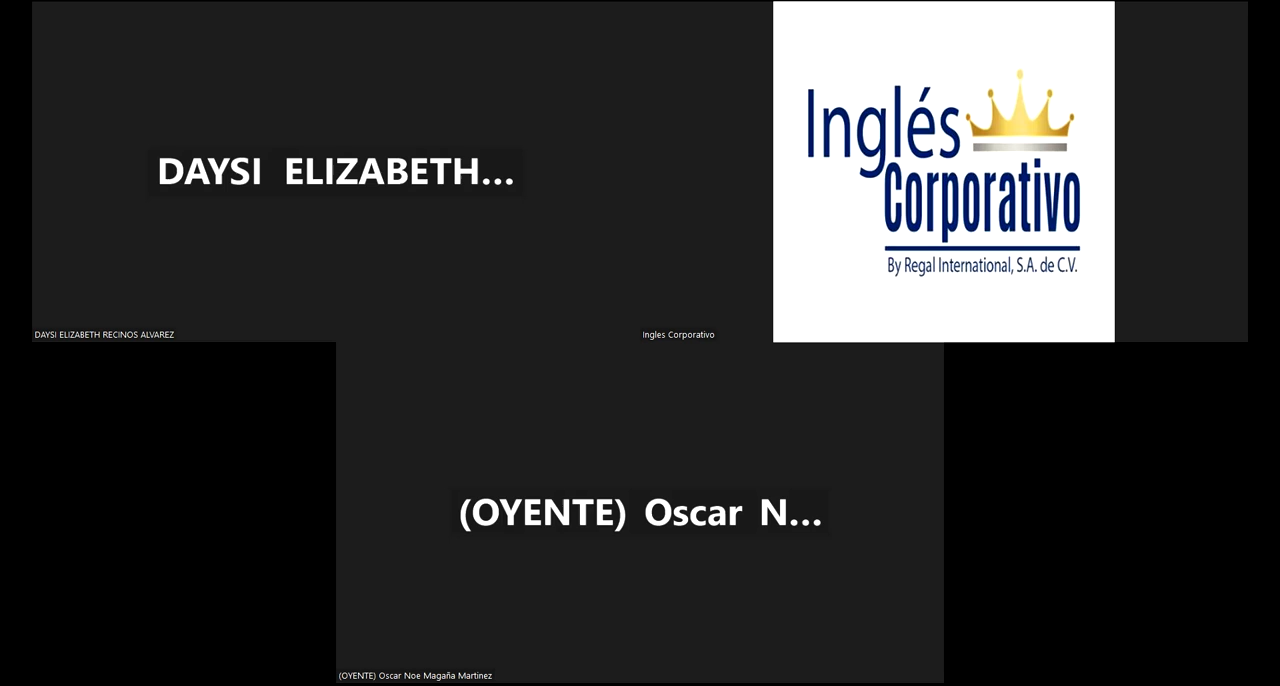 DAYSI ELIZABETH...
DAYSI ELIZABETH RECINOS ALVAREZ
Inglés
Corporativo
By Regal International, S.A. de C.V.
Ingles Corporativo
(OYENTE) Oscar N...
(OYENTE) Oscar Noe Magaña Martinez